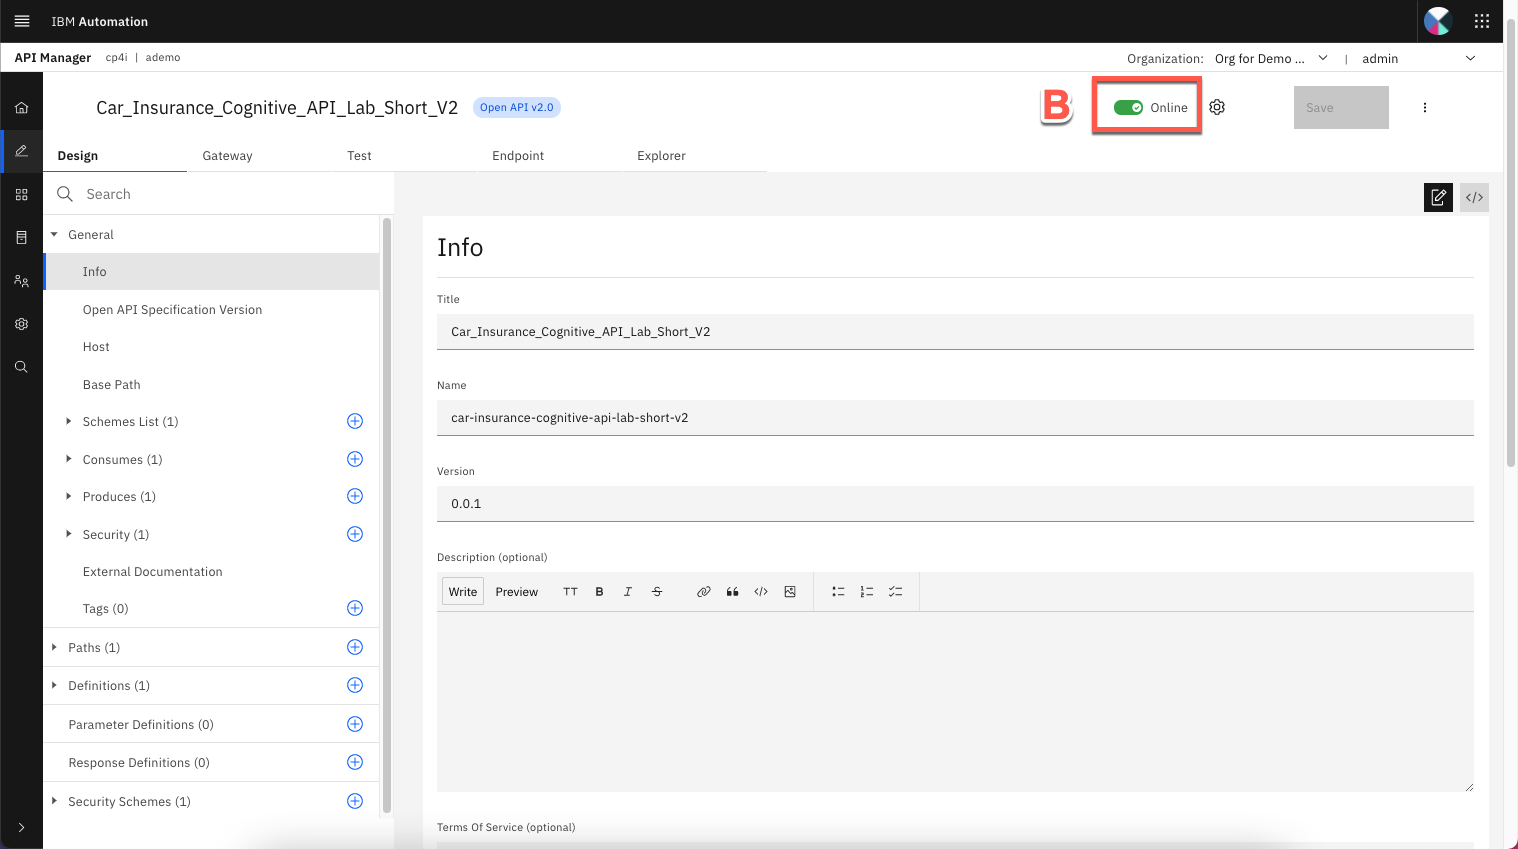 IBM Automation
API Manager cp4i | ademo
Organization: Org for Demo ... | admin
Car_Insurance_Cognitive_API_Lab_Short_V2 Open API v2.0
B Online Save
Design Gateway Test Endpoint Explorer
Search
General
Info
Open API Specification Version
Host
Base Path
Schemes List (1)
Consumes (1)
Produces (1)
Security (1)
External Documentation
Tags (0)
Paths (1)
Definitions (1)
Parameter Definitions (0)
Response Definitions (0)
Security Schemes (1)
Info
Title
Car_Insurance_Cognitive_API_Lab_Short_V2
Name
car-insurance-cognitive-api-lab-short-v2
Version
0.0.1
Description (optional)
Write Preview TT B I S
Terms Of Service (optional)